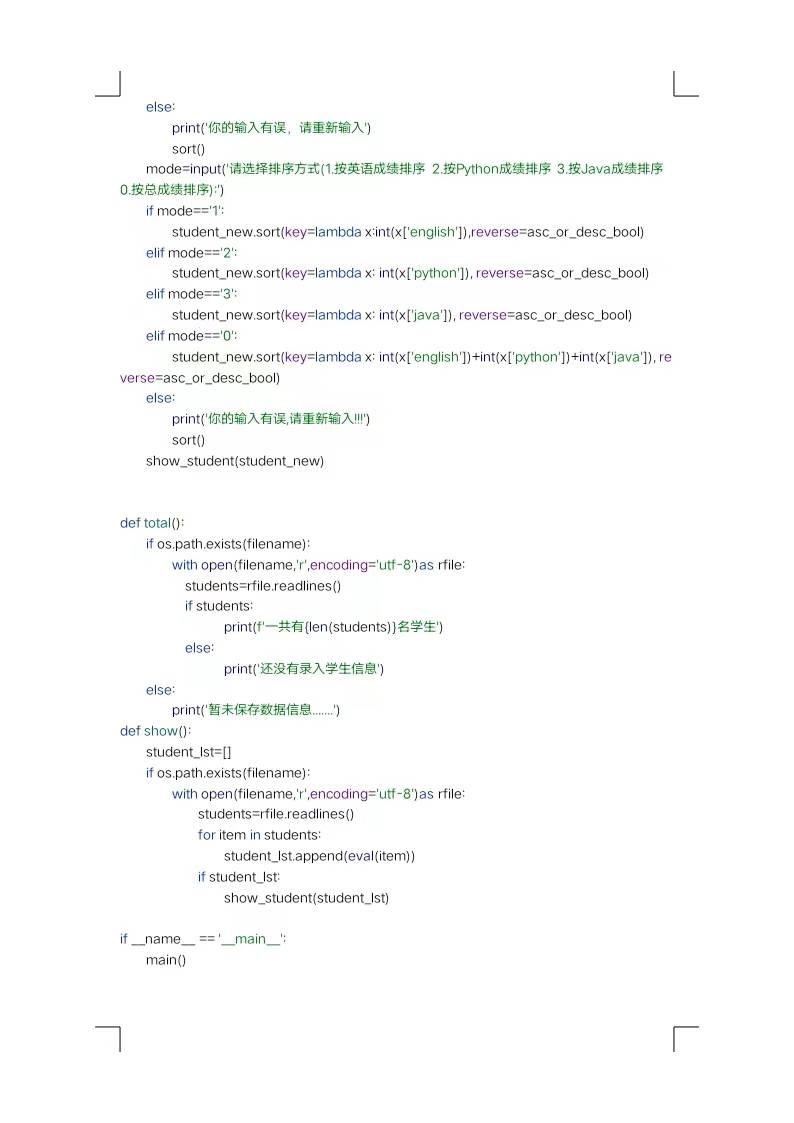 else:
print('你的输入有误，请重新输入')
sort()
mode=input('请选择排序方式(1.按英语成绩排序 2.按Python成绩排序 3.按Java成绩排序
0.按总成绩排序):')
if mode=='1':
student_new.sort(key=lambda x:int(x['english']),reverse=asc_or_desc_bool)
elif mode=='2':
student_new.sort(key=lambda x: int(x['python']), reverse=asc_or_desc_bool)
elif mode=='3':
student_new.sort(key=lambda x: int(x['java']), reverse=asc_or_desc_bool)
elif mode=='0':
student_new.sort(key=lambda x: int(x['english'])+int(x['python'])+int(x['java']), re
verse=asc_or_desc_bool)
else:
print('你的输入有误,请重新输入!!!')
sort()
show_student(student_new)
def total():
if os.path.exists(filename):
with open(filename,'r',encoding='utf-8')as rfile:
students=rfile.readlines()
if students:
print(f'一共有{len(students)}名学生')
else:
print('还没有录入学生信息')
else:
print('暂未保存数据信息.......')
def show():
student_lst=[]
if os.path.exists(filename):
with open(filename,'r',encoding='utf-8')as rfile:
students=rfile.readlines()
for item in students:
student_lst.append(eval(item))
if student_lst:
show_student(student_lst)
if __name__ == '__main__':
main()